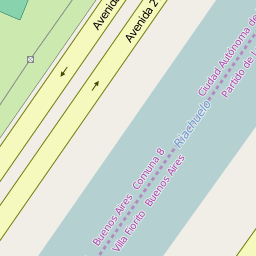 Avenida
Avenida 2
Ciudad Autónoma de
Partido de L
Riachuelo
Buenos Aires Comuna 8
Villa Fiorito Buenos Aires